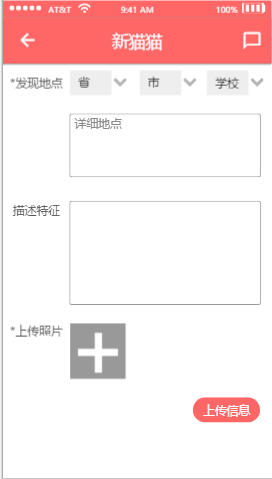 AT&T 9:41 AM 100%
新猫猫
*发现地点 省 市 学校
详细地点
描述特征
*上传照片
上传信息